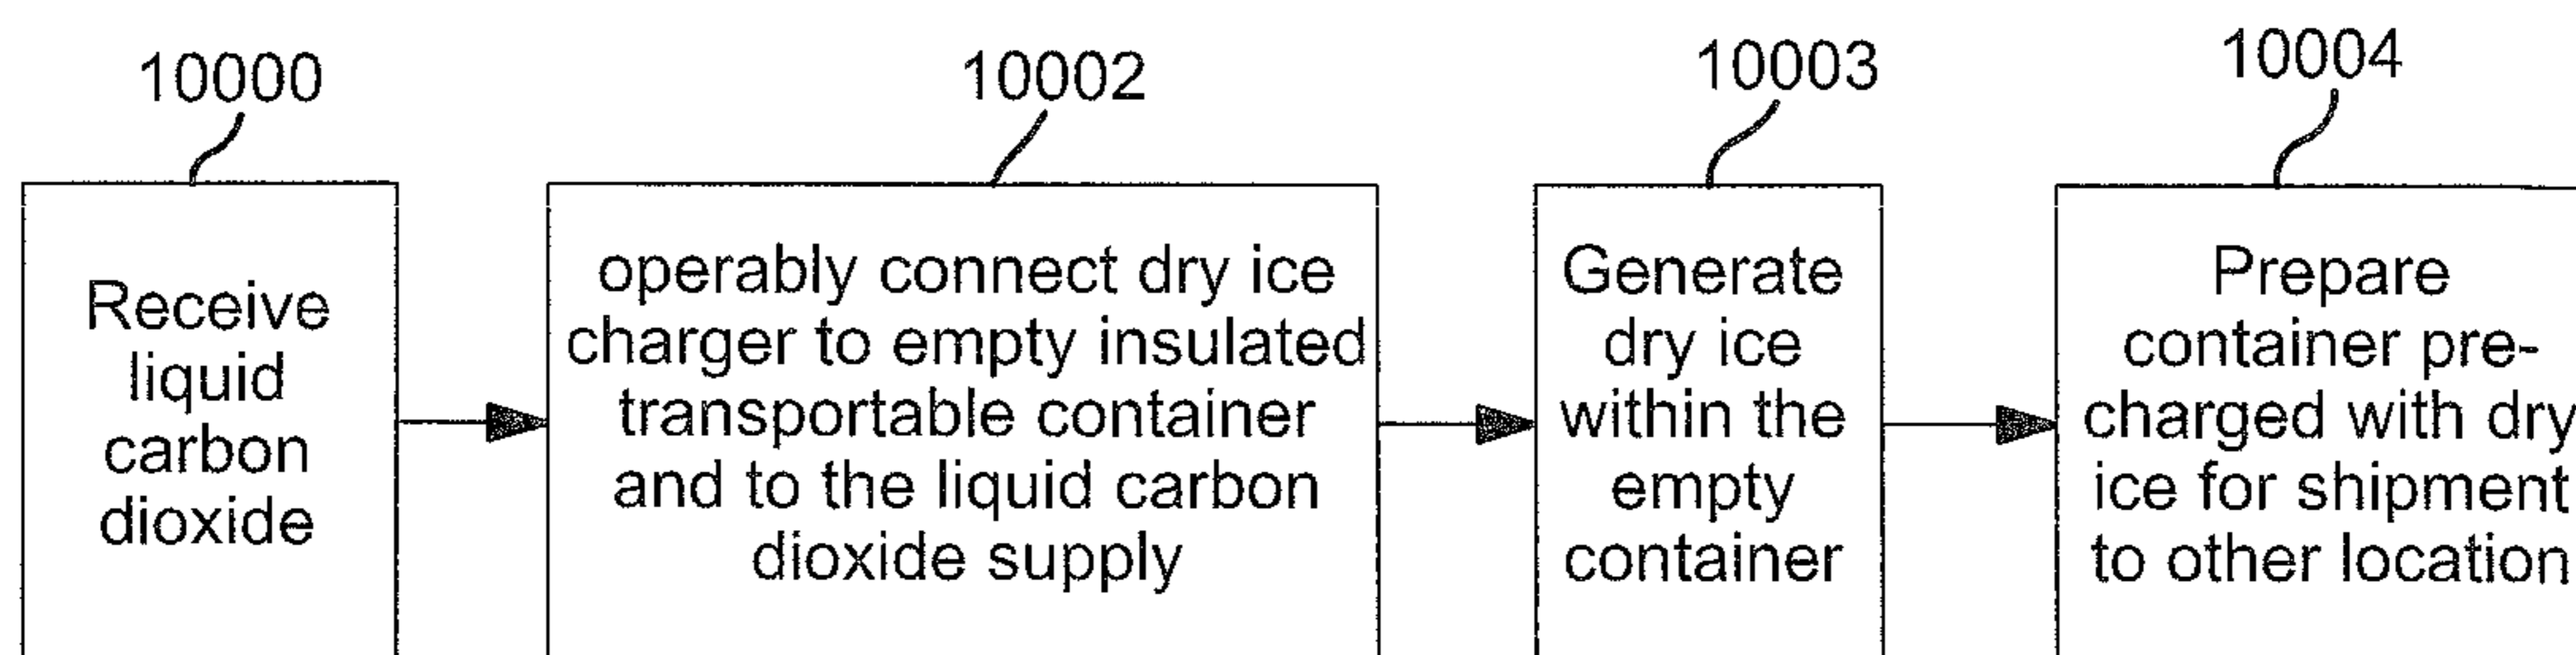 10000
10002
10003
10004
Receive
liquid
carbon
dioxide
operably connect dry ice
charger to empty insulated
transportable container
and to the liquid carbon
dioxide supply
Generate
dry ice
within the
empty
container
Prepare
container pre-
charged with dry
ice for shipment
to other location